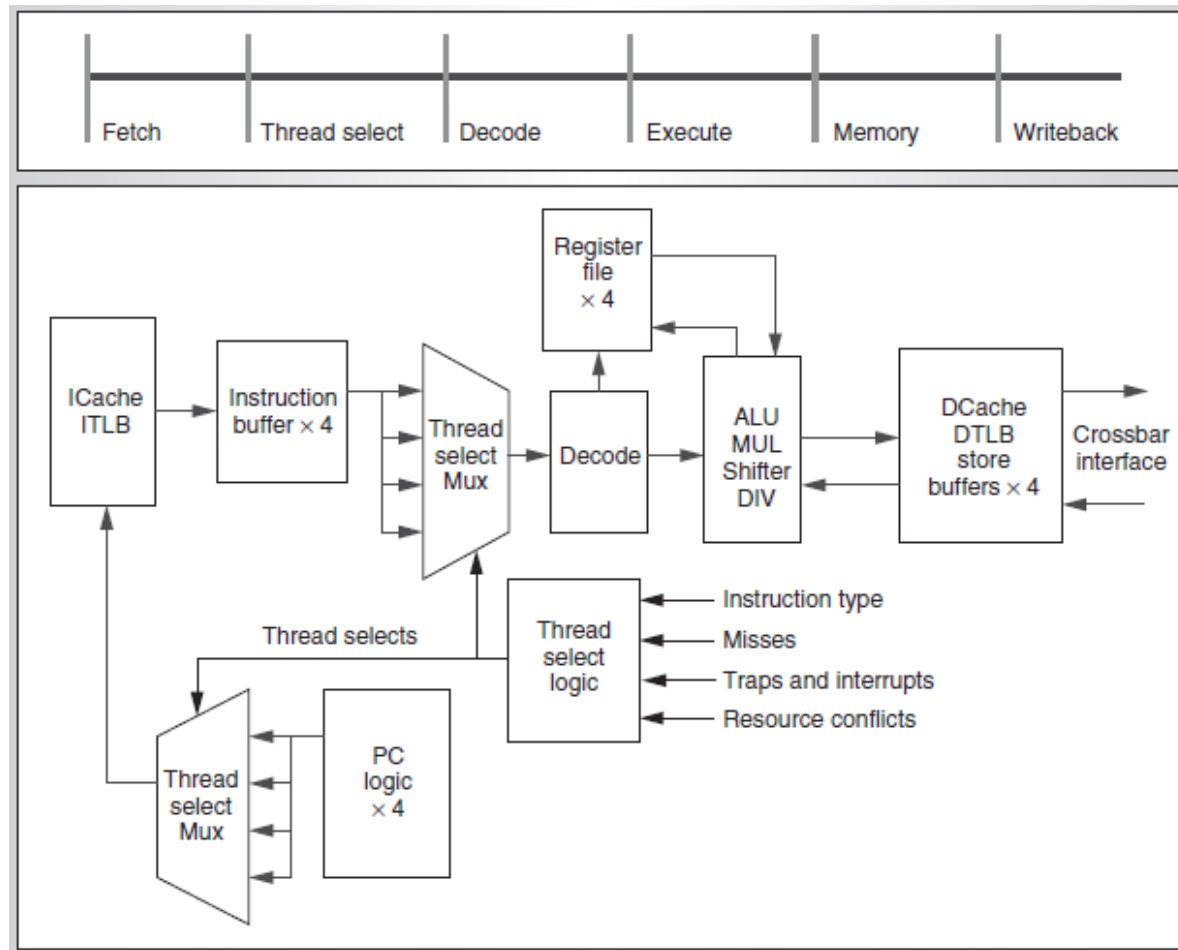 Fetch
Thread select
Decode
Execute
Memory
Writeback
Register
file
× 4
ICache
ITLB
Instruction
buffer × 4
Thread
select
Mux
Decode
ALU
MUL
Shifter
DIV
DCache
DTLB
store
buffers × 4
Crossbar
interface
Thread selects
Thread
select
logic
Instruction type
Misses
Traps and interrupts
Resource conflicts
Thread
select
Mux
PC
logic
× 4